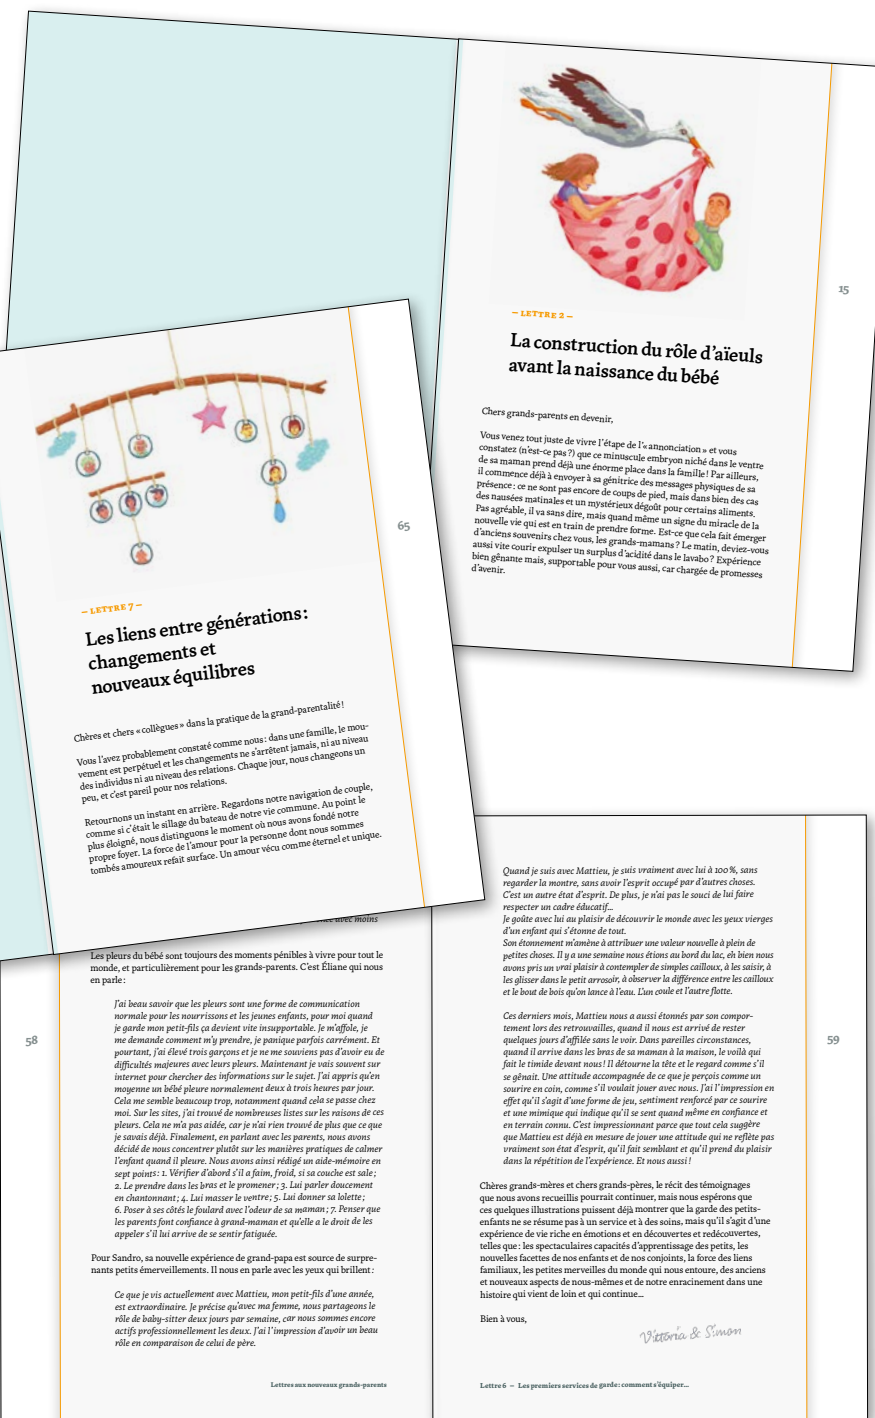 15
– LETTRE 2 –
La construction du rôle d’aïeuls
avant la naissance du bébé
Chers grands-parents en devenir,
Vous venez tout juste de vivre l’étape de l’« annonciation » et vous
constatez (n’est-ce pas ?) que ce minuscule embryon niché dans le ventre
de sa maman prend déjà une énorme place dans la famille ! Par ailleurs,
il commence déjà à envoyer à sa génitrice des messages physiques de sa
présence : ce ne sont pas encore de coups de pied, mais dans bien des cas
des nausées matinales et un mystérieux dégoût pour certains aliments.
Pas agréable, il va sans dire, mais quand même un signe du miracle de la
nouvelle vie qui est en train de prendre forme. Est-ce que cela fait émerger
d’anciens souvenirs chez vous, les grands-mamans ? Le matin, deviez-vous
aussi vite courir expulser un surplus d’acidité dans le lavabo ? Expérience
bien gênante mais, supportable pour vous aussi, car chargée de promesses
d’avenir.
65
– LETTRE 7 –
Les liens entre générations :
changements et
nouveaux équilibres
Chères et chers « collègues » dans la pratique de la grand-parentalité !
Vous l’avez probablement constaté comme nous : dans une famille, le mou-
vement est perpétuel et les changements ne s’arrêtent jamais, ni au niveau
des individus ni au niveau des relations. Chaque jour, nous changeons un
peu, et c’est pareil pour nos relations.
Retournons un instant en arrière. Regardons notre navigation de couple,
comme si c’était le sillage du bateau de notre vie commune. Au point le
plus éloigné, nous distinguons le moment où nous avons fondé notre
propre foyer. La force de l’amour pour la personne dont nous sommes
tombés amoureux refait surface. Un amour vécu comme éternel et unique.
avec moins
Les pleurs du bébé sont toujours des moments pénibles à vivre pour tout le
monde, et particulièrement pour les grands-parents. C’est Éliane qui nous
en parle :
J’ai beau savoir que les pleurs sont une forme de communication
normale pour les nourrissons et les jeunes enfants, pour moi quand
je garde mon petit-fils ça devient vite insupportable. Je m’affole, je
me demande comment m’y prendre, je panique parfois carrément. Et
pourtant, j’ai élevé trois garçons et je ne me souviens pas d’avoir eu de
difficultés majeures avec leurs pleurs. Maintenant je vais souvent sur
internet pour chercher des informations sur le sujet. J’ai appris qu’en
moyenne un bébé pleure normalement deux à trois heures par jour.
Cela me semble beaucoup trop, notamment quand cela se passe chez
moi. Sur les sites, j’ai trouvé de nombreuses listes sur les raisons de ces
pleurs. Cela ne m’a pas aidée, car je n’ai rien trouvé de plus que ce que
je savais déjà. Finalement, en parlant avec les parents, nous avons
décidé de nous concentrer plutôt sur les manières pratiques de calmer
l’enfant quand il pleure. Nous avons ainsi rédigé un aide-mémoire en
sept points : 1. Vérifier d’abord s’il a faim, froid, si sa couche est sale ;
2. Le prendre dans les bras et le promener ; 3. Lui parler doucement
en chantonnant ; 4. Lui masser le ventre ; 5. Lui donner sa lolette ;
6. Poser à ses côtés le foulard avec l’odeur de sa maman ; 7. Penser que
les parents font confiance à grand-maman et qu’elle a le droit de les
appeler s’il lui arrive de se sentir fatiguée.
Pour Sandro, sa nouvelle expérience de grand-papa est source de surpre-
nants petits émerveillements. Il nous en parle avec les yeux qui brillent :
Ce que je vis actuellement avec Mattieu, mon petit-fils d’une année,
est extraordinaire. Je précise qu’avec ma femme, nous partageons le
rôle de baby-sitter deux jours par semaine, car nous sommes encore
actifs professionnellement les deux. J’ai l’impression d’avoir un beau
rôle en comparaison de celui de père.
58
Lettres aux nouveaux grands-parents
Quand je suis avec Mattieu, je suis vraiment avec lui à 100 %, sans
regarder la montre, sans avoir l’esprit occupé par d’autres choses.
C’est un autre état d’esprit. De plus, je n’ai pas le souci de lui faire
respecter un cadre éducatif…
Je goûte avec lui au plaisir de découvrir le monde avec les yeux vierges
d’un enfant qui s’étonne de tout.
Son étonnement m’amène à attribuer une valeur nouvelle à plein de
petites choses. Il y a une semaine nous étions au bord du lac, eh bien nous
avons pris un vrai plaisir à contempler de simples cailloux, à les saisir, à
les glisser dans le petit arrosoir, à observer la différence entre les cailloux
et le bout de bois qu’on lance à l’eau. L’un coule et l’autre flotte.
Ces derniers mois, Mattieu nous a aussi étonnés par son compor-
tement lors des retrouvailles, quand il nous est arrivé de rester
quelques jours d’affilée sans le voir. Dans pareilles circonstances,
quand il arrive dans les bras de sa maman à la maison, le voilà qui
fait le timide devant nous ! Il détourne la tête et le regard comme s’il
se gênait. Une attitude accompagnée de ce que je perçois comme un
sourire en coin, comme s’il voulait jouer avec nous. J’ai l’impression en
effet qu’il s’agit d’une forme de jeu, sentiment renforcé par ce sourire
et une mimique qui indique qu’il se sent quand même en confiance et
en terrain connu. C’est impressionnant parce que tout cela suggère
que Mattieu est déjà en mesure de jouer une attitude qui ne reflète pas
vraiment son état d’esprit, qu’il fait semblant et qu’il prend du plaisir
dans la répétition de l’expérience. Et nous aussi !
Chères grands-mères et chers grands-pères, le récit des témoignages
que nous avons recueillis pourrait continuer, mais nous espérons que
ces quelques illustrations puissent déjà montrer que la garde des petits-
enfants ne se résume pas à un service et à des soins, mais qu’il s’agit d’une
expérience de vie riche en émotions et en découvertes et redécouvertes,
telles que : les spectaculaires capacités d’apprentissage des petits, les
nouvelles facettes de nos enfants et de nos conjoints, la force des liens
familiaux, les petites merveilles du monde qui nous entoure, des anciens
et nouveaux aspects de nous-mêmes et de notre enracinement dans une
histoire qui vient de loin et qui continue…
Bien à vous,
Vittoria & Simon
59
Lettre 6 – Les premiers services de garde : comment s’équiper…